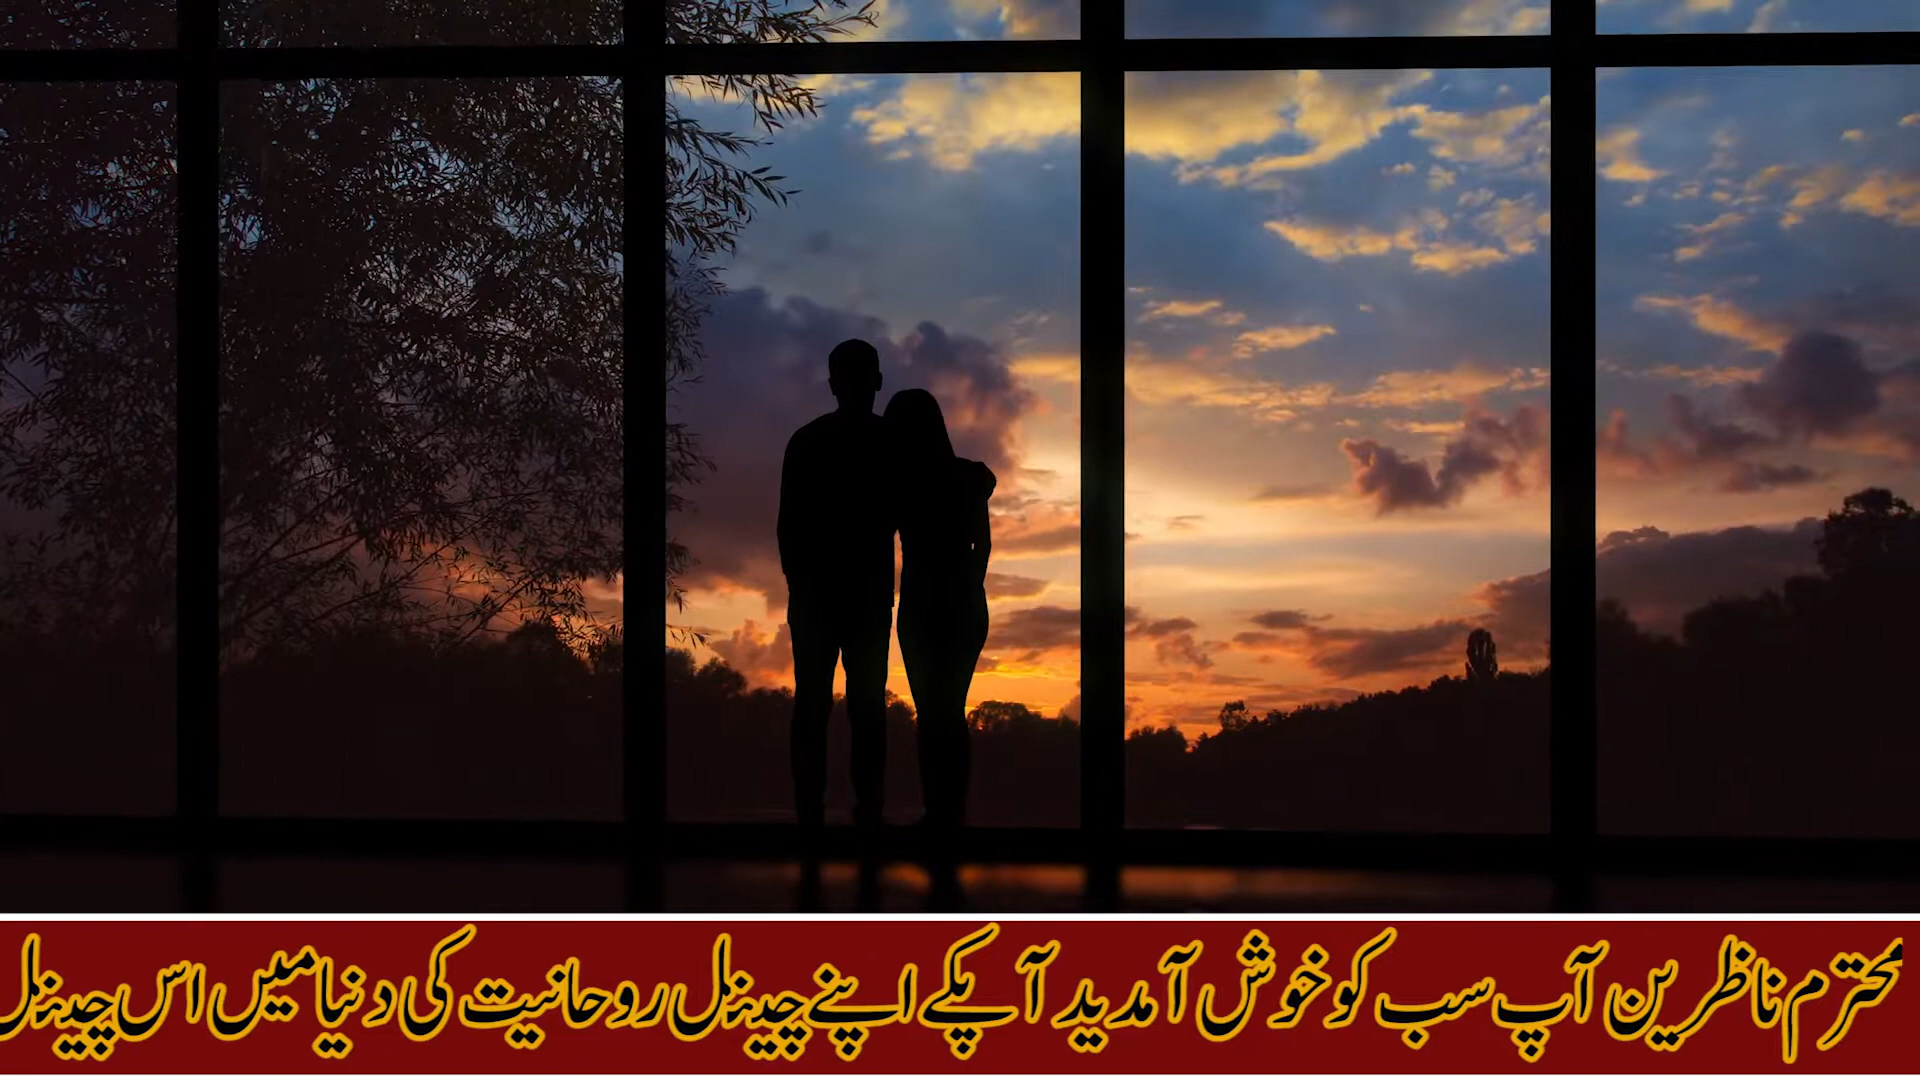 محترم ناظرین آپ سب کو خوش آمدید آپکے اپنے چینل روحانیت کی دنیا میں اس چینل